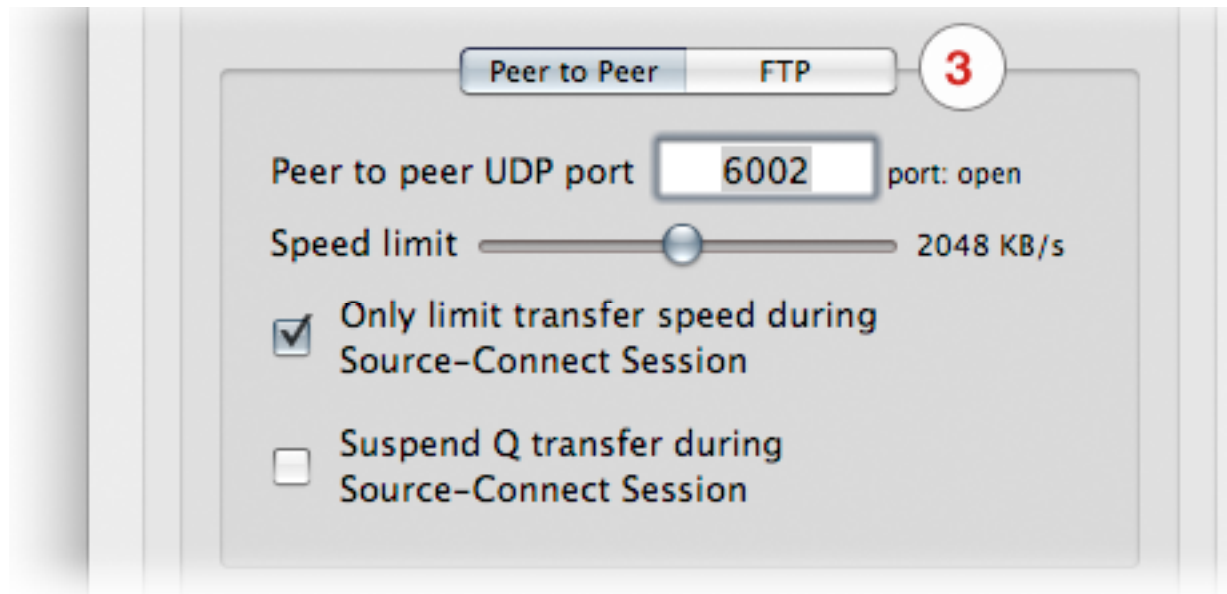 Peer to Peer FTP 3
Peer to peer UDP port 6002 port: open
Speed limit 2048 KB/s
Only limit transfer speed during
Source-Connect Session
Suspend Q transfer during
Source-Connect Session